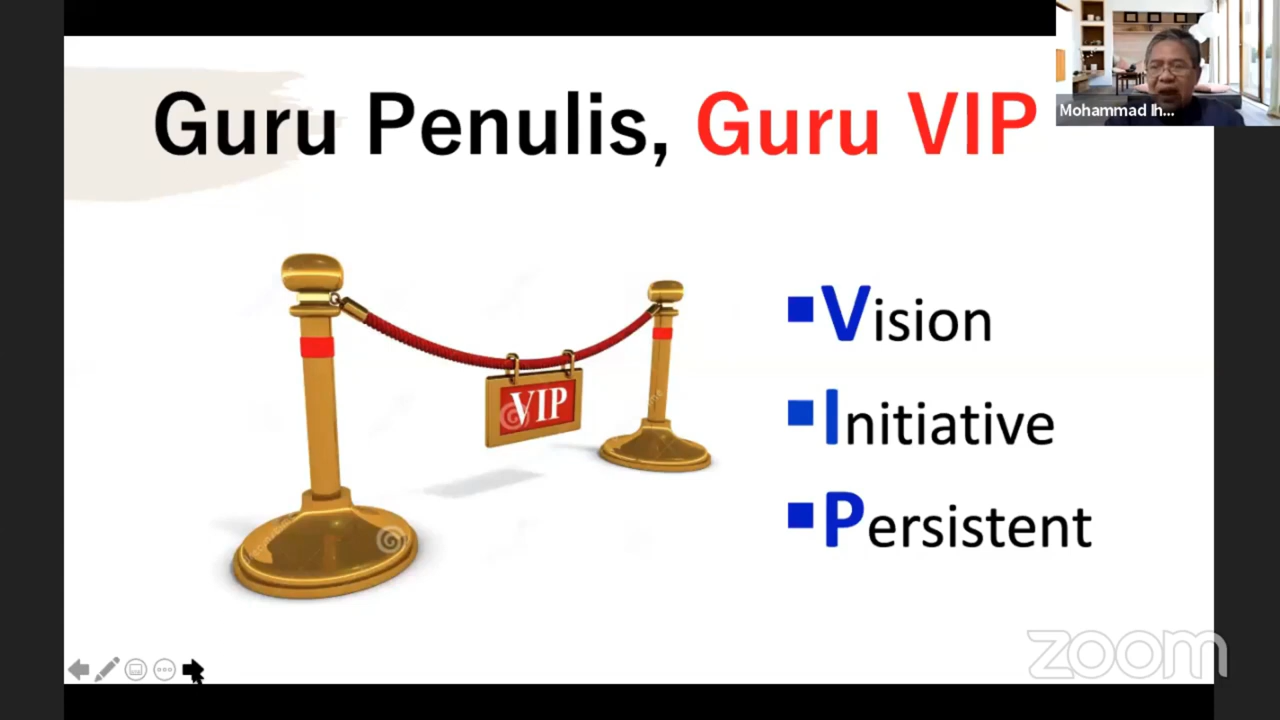 Guru Penulis, Guru VIP
Mohammad Ih...
VIP
Vision
Initiative
Persistent
zoom